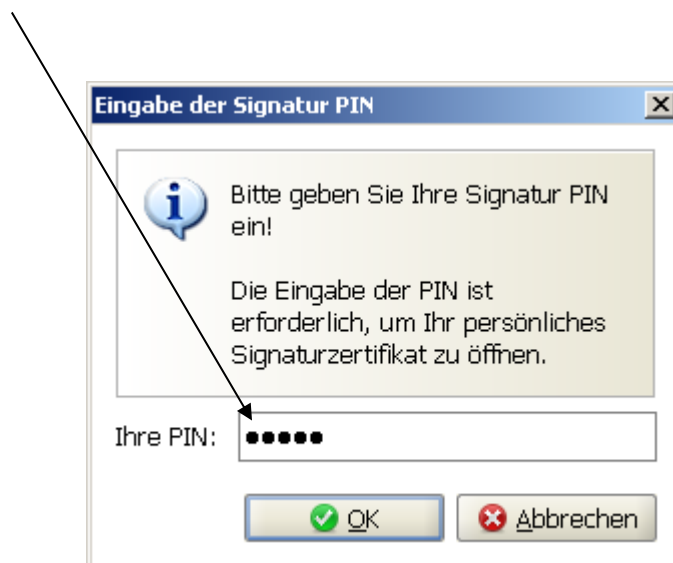 Eingabe der Signatur PIN
Bitte geben Sie Ihre Signatur PIN
ein!
Die Eingabe der PIN ist
erforderlich, um Ihr persönliches
Signaturzertifikat zu öffnen.
Ihre PIN: •••••
OK Abbrechen